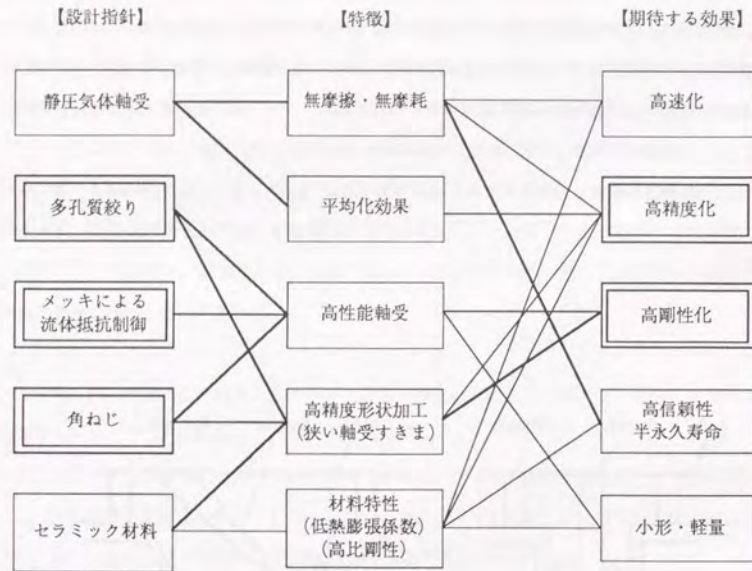 【設計指針】
【特徴】
【期待する効果】
静圧気体軸受
無摩擦・無摩耗
高速化
多孔質絞り
平均化効果
高精度化
メッキによる
流体抵抗制御
高性能軸受
高剛性化
角ねじ
高精度形状加工
(狭い軸受すきま)
高信頼性
半永久寿命
セラミック材料
材料特性
(低熱膨張係数)
(高比剛性)
小形・軽量